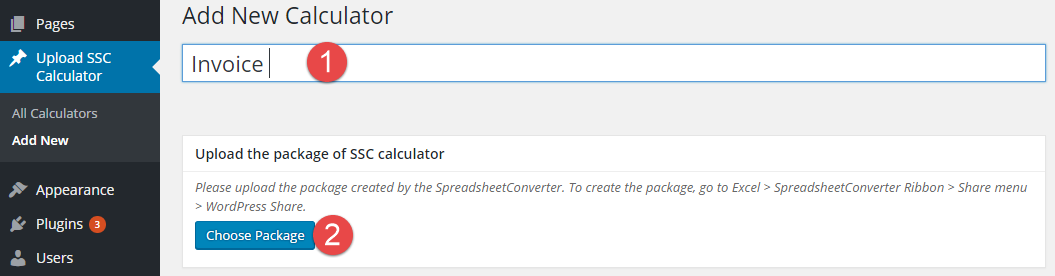 Pages
Upload SSC
Calculator
All Calculators
Add New
Appearance
Plugins 3
Users
Add New Calculator
Invoice 1
Upload the package of SSC calculator
Please upload the package created by the SpreadsheetConverter. To create the package, go to Excel > SpreadsheetConverter Ribbon > Share menu
> WordPress Share.
Choose Package 2